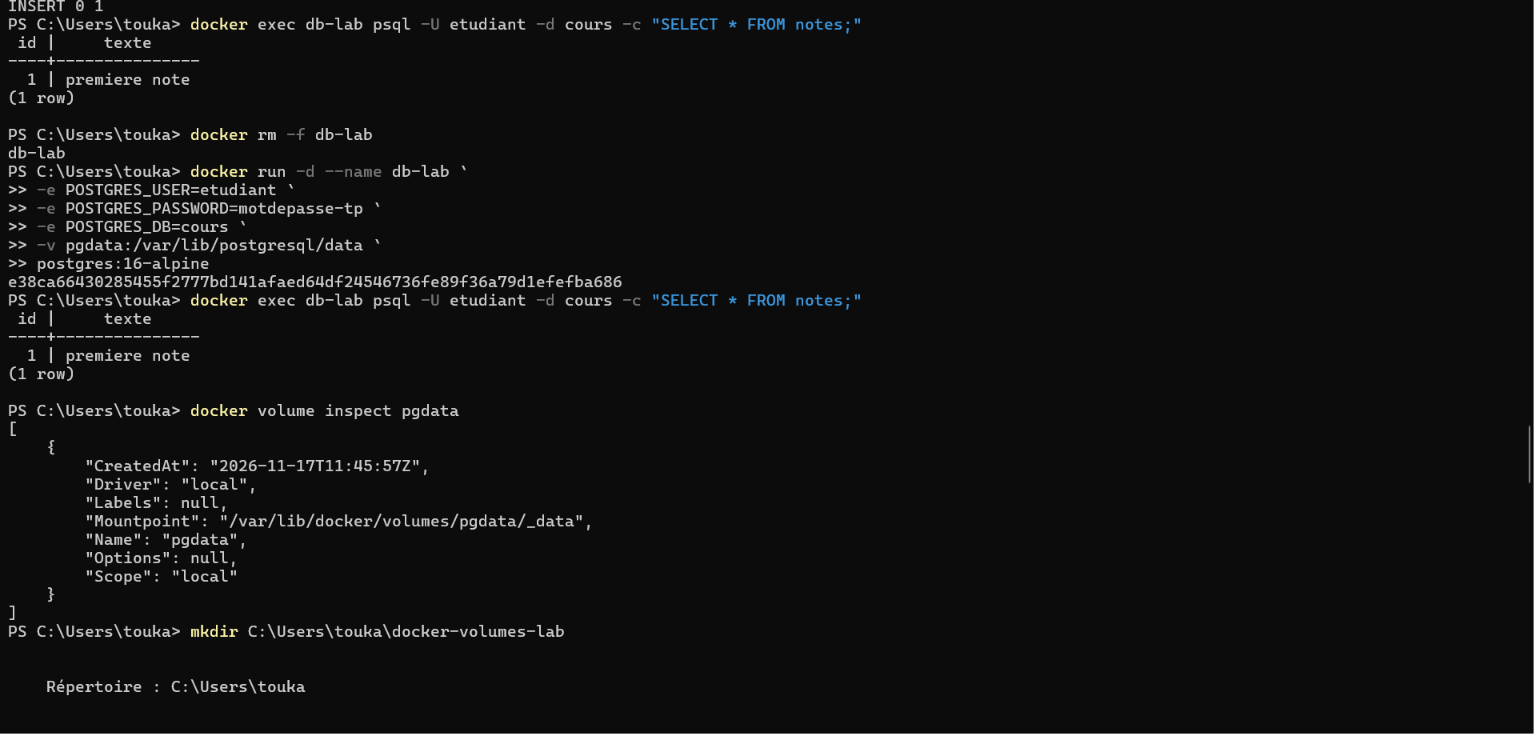 INSERT 0 1
PS C:\Users\touka> docker exec db-lab psql -U etudiant -d cours -c "SELECT * FROM notes;"
 id |     texte
----+---------------
  1 | premiere note
(1 row)

PS C:\Users\touka> docker rm -f db-lab
db-lab
PS C:\Users\touka> docker run -d --name db-lab `
>> -e POSTGRES_USER=etudiant `
>> -e POSTGRES_PASSWORD=motdepasse-tp `
>> -e POSTGRES_DB=cours `
>> -v pgdata:/var/lib/postgresql/data `
>> postgres:16-alpine
e38ca66430285455f2777bd141afaed64df24546736fe89f36a79d1efefba686
PS C:\Users\touka> docker exec db-lab psql -U etudiant -d cours -c "SELECT * FROM notes;"
 id |     texte
----+---------------
  1 | premiere note
(1 row)

PS C:\Users\touka> docker volume inspect pgdata
[
    {
        "CreatedAt": "2026-11-17T11:45:57Z",
        "Driver": "local",
        "Labels": null,
        "Mountpoint": "/var/lib/docker/volumes/pgdata/_data",
        "Name": "pgdata",
        "Options": null,
        "Scope": "local"
    }
]
PS C:\Users\touka> mkdir C:\Users\touka\docker-volumes-lab

    Répertoire : C:\Users\touka